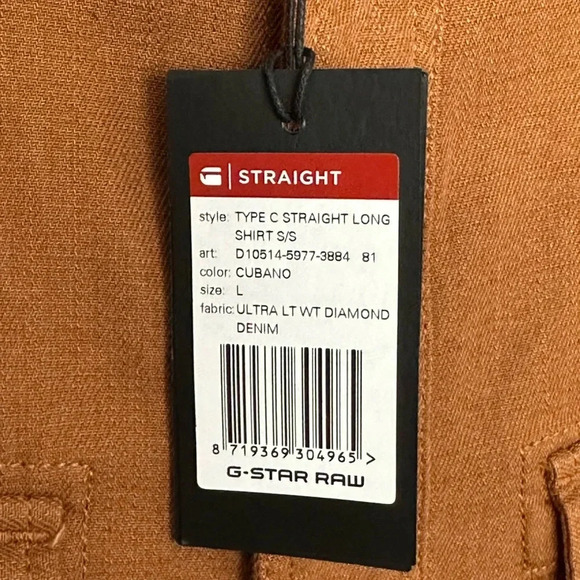 STRAIGHT
style: TYPE C STRAIGHT LONG
SHIRT S/S
art: D10514-5977-3884 81
color: CUBANO
size: L
fabric: ULTRA LT WT DIAMOND
DENIM
8 719369 304965 >
G-STAR RAW